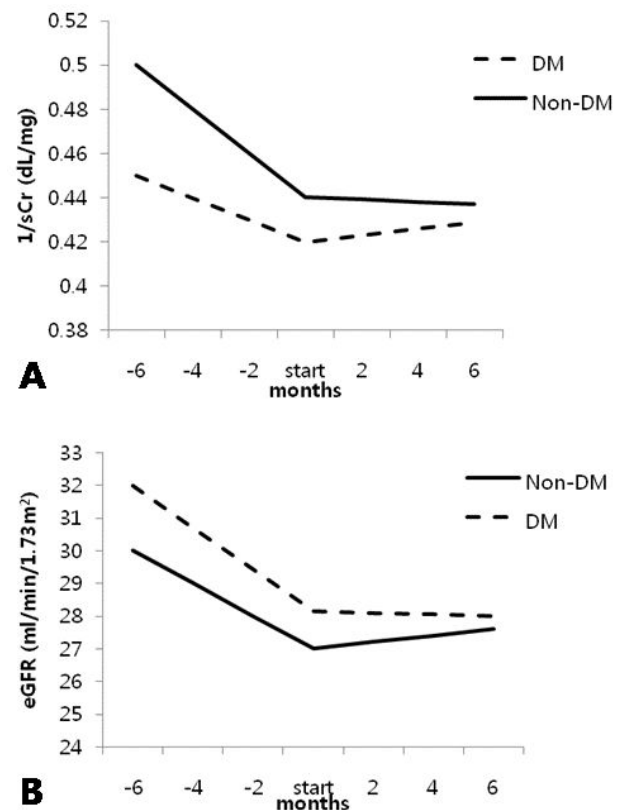 0.52
0.5
0.48
0.46
0.44
0.42
0.4
0.38
1/sCr (dL/mg)
DM
Non-DM
-6 -4 -2 start 2 4 6
months
A
33
32
31
30
29
28
27
26
25
24
eGFR (ml/min/1.73m²)
Non-DM
DM
-6 -4 -2 start 2 4 6
months
B